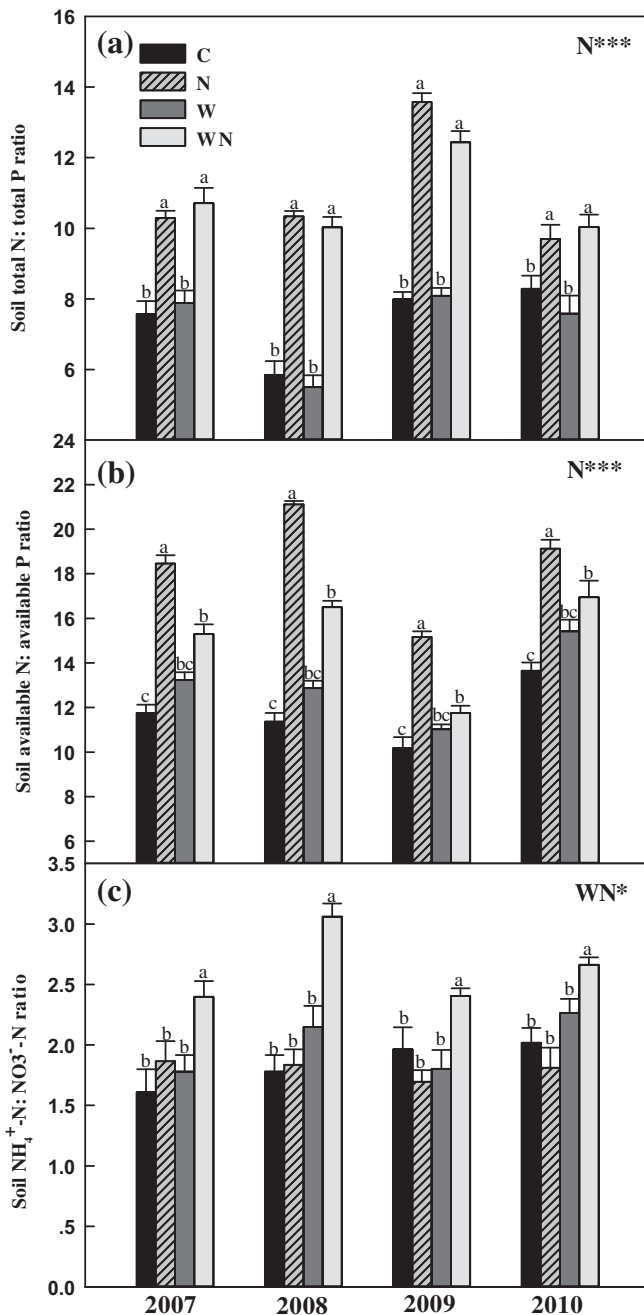 16
(a)
N***
C
N
W
WN
14
12
10
8
6
24
Soil total N: total P ratio
a a a a a a a a
b b b b b b b b
(b)
N***
22
20
18
16
14
12
10
8
6
3.5
Soil available N: available P ratio
c a bc b c a bc b c a bc b c a bc b
(c)
WN*
3.0
2.5
2.0
1.5
1.0
.5
0.0
Soil NH₄⁺-N: NO3⁻-N ratio
b b b a b b b a b b b a b b b a
2007 2008 2009 2010